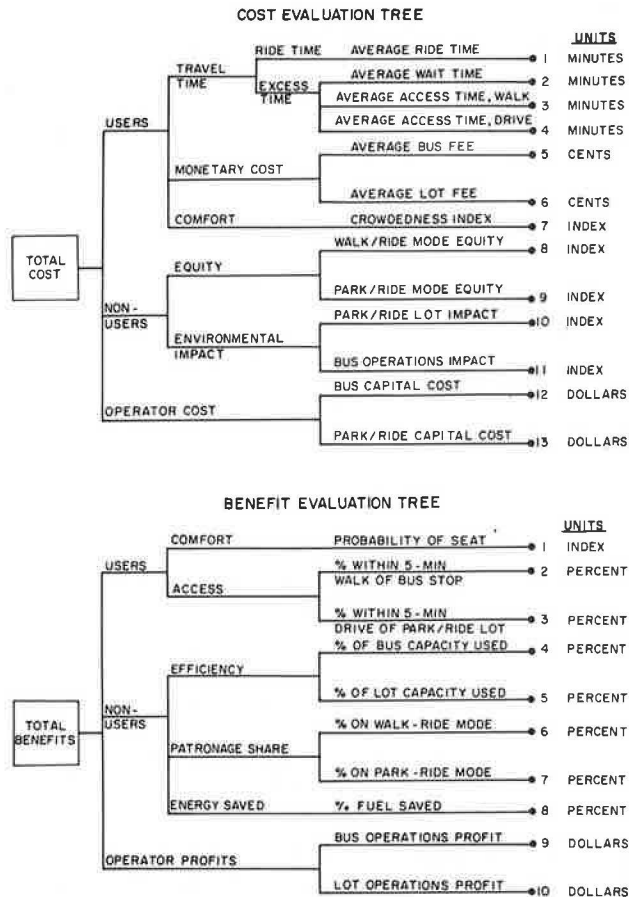 COST EVALUATION TREE
UNITS
RIDE TIME AVERAGE RIDE TIME 1 MINUTES
TRAVEL TIME
EXCESS TIME
AVERAGE WAIT TIME 2 MINUTES
AVERAGE ACCESS TIME, WALK 3 MINUTES
AVERAGE ACCESS TIME, DRIVE 4 MINUTES
USERS
AVERAGE BUS FEE 5 CENTS
MONETARY COST
AVERAGE LOT FEE 6 CENTS
COMFORT CROWDEDNESS INDEX 7 INDEX
TOTAL COST
WALK/RIDE MODE EQUITY 8 INDEX
EQUITY
PARK/RIDE MODE EQUITY 9 INDEX
NON-USERS
PARK/RIDE LOT IMPACT 10 INDEX
ENVIRONMENTAL IMPACT
BUS OPERATIONS IMPACT 11 INDEX
BUS CAPITAL COST 12 DOLLARS
OPERATOR COST
PARK/RIDE CAPITAL COST 13 DOLLARS
BENEFIT EVALUATION TREE
UNITS
COMFORT PROBABILITY OF SEAT 1 INDEX
USERS
% WITHIN 5-MIN 2 PERCENT
WALK OF BUS STOP
ACCESS
% WITHIN 5-MIN 3 PERCENT
DRIVE OF PARK/RIDE LOT
% OF BUS CAPACITY USED 4 PERCENT
EFFICIENCY
% OF LOT CAPACITY USED 5 PERCENT
NON-USERS
TOTAL BENEFITS
% ON WALK-RIDE MODE 6 PERCENT
PATRONAGE SHARE
% ON PARK-RIDE MODE 7 PERCENT
ENERGY SAVED % FUEL SAVED 8 PERCENT
BUS OPERATIONS PROFIT 9 DOLLARS
OPERATOR PROFITS
LOT OPERATIONS PROFIT 10 DOLLARS